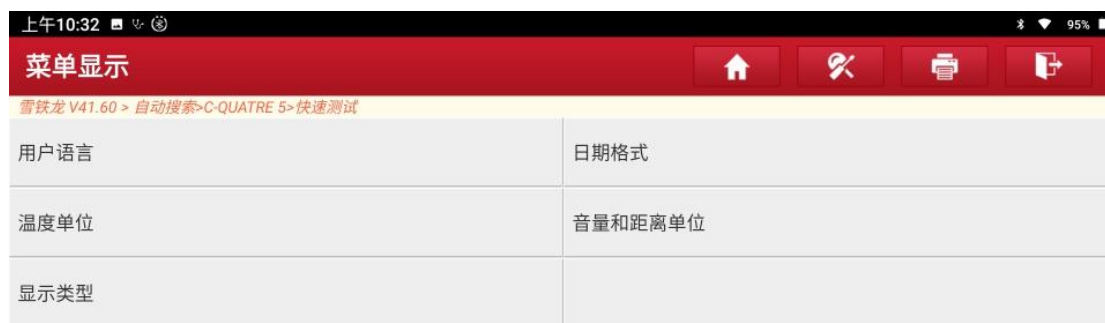 上午10:32 95%
菜单显示
雪铁龙 V41.60 > 自动搜索>C-QUATRE 5>快速测试
用户语言 日期格式
温度单位 音量和距离单位
显示类型